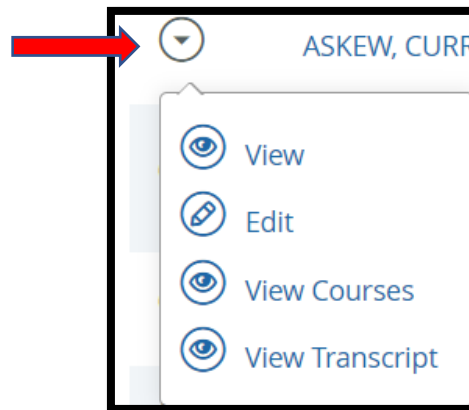 ASKEW, CURR
View
Edit
View Courses
View Transcript